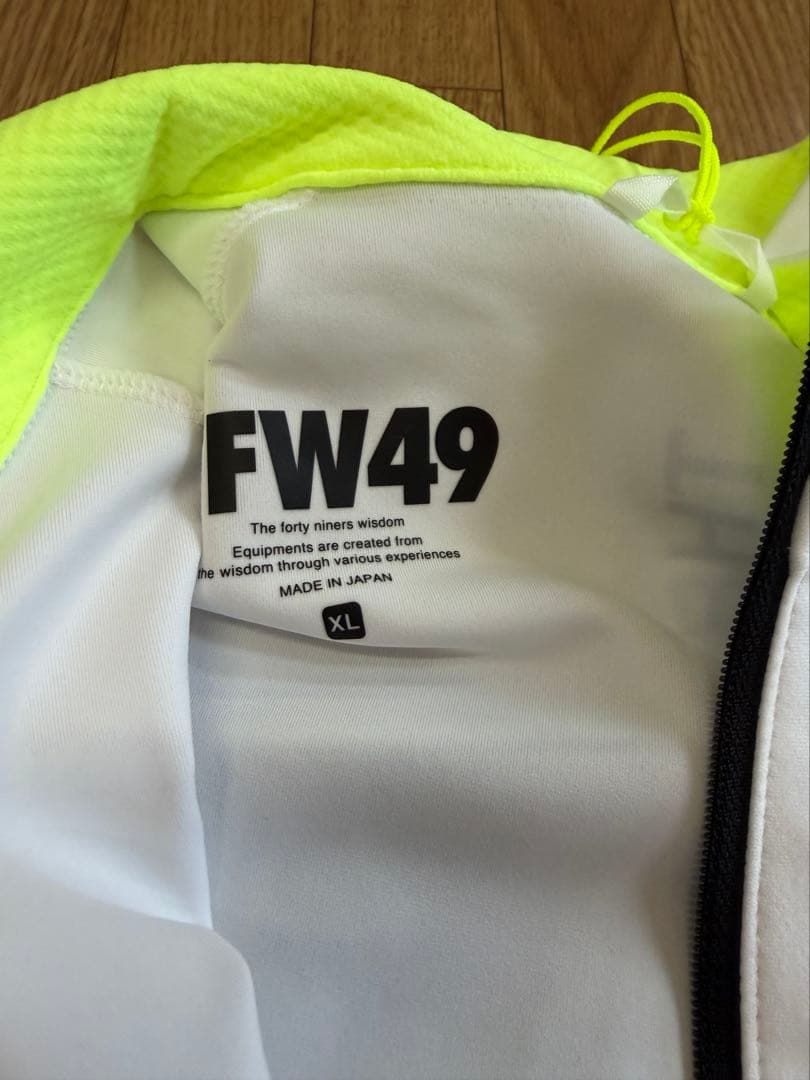 FW49
The forty niners wisdom
Equipments are created from
the wisdom through various experiences
MADE IN JAPAN
XL